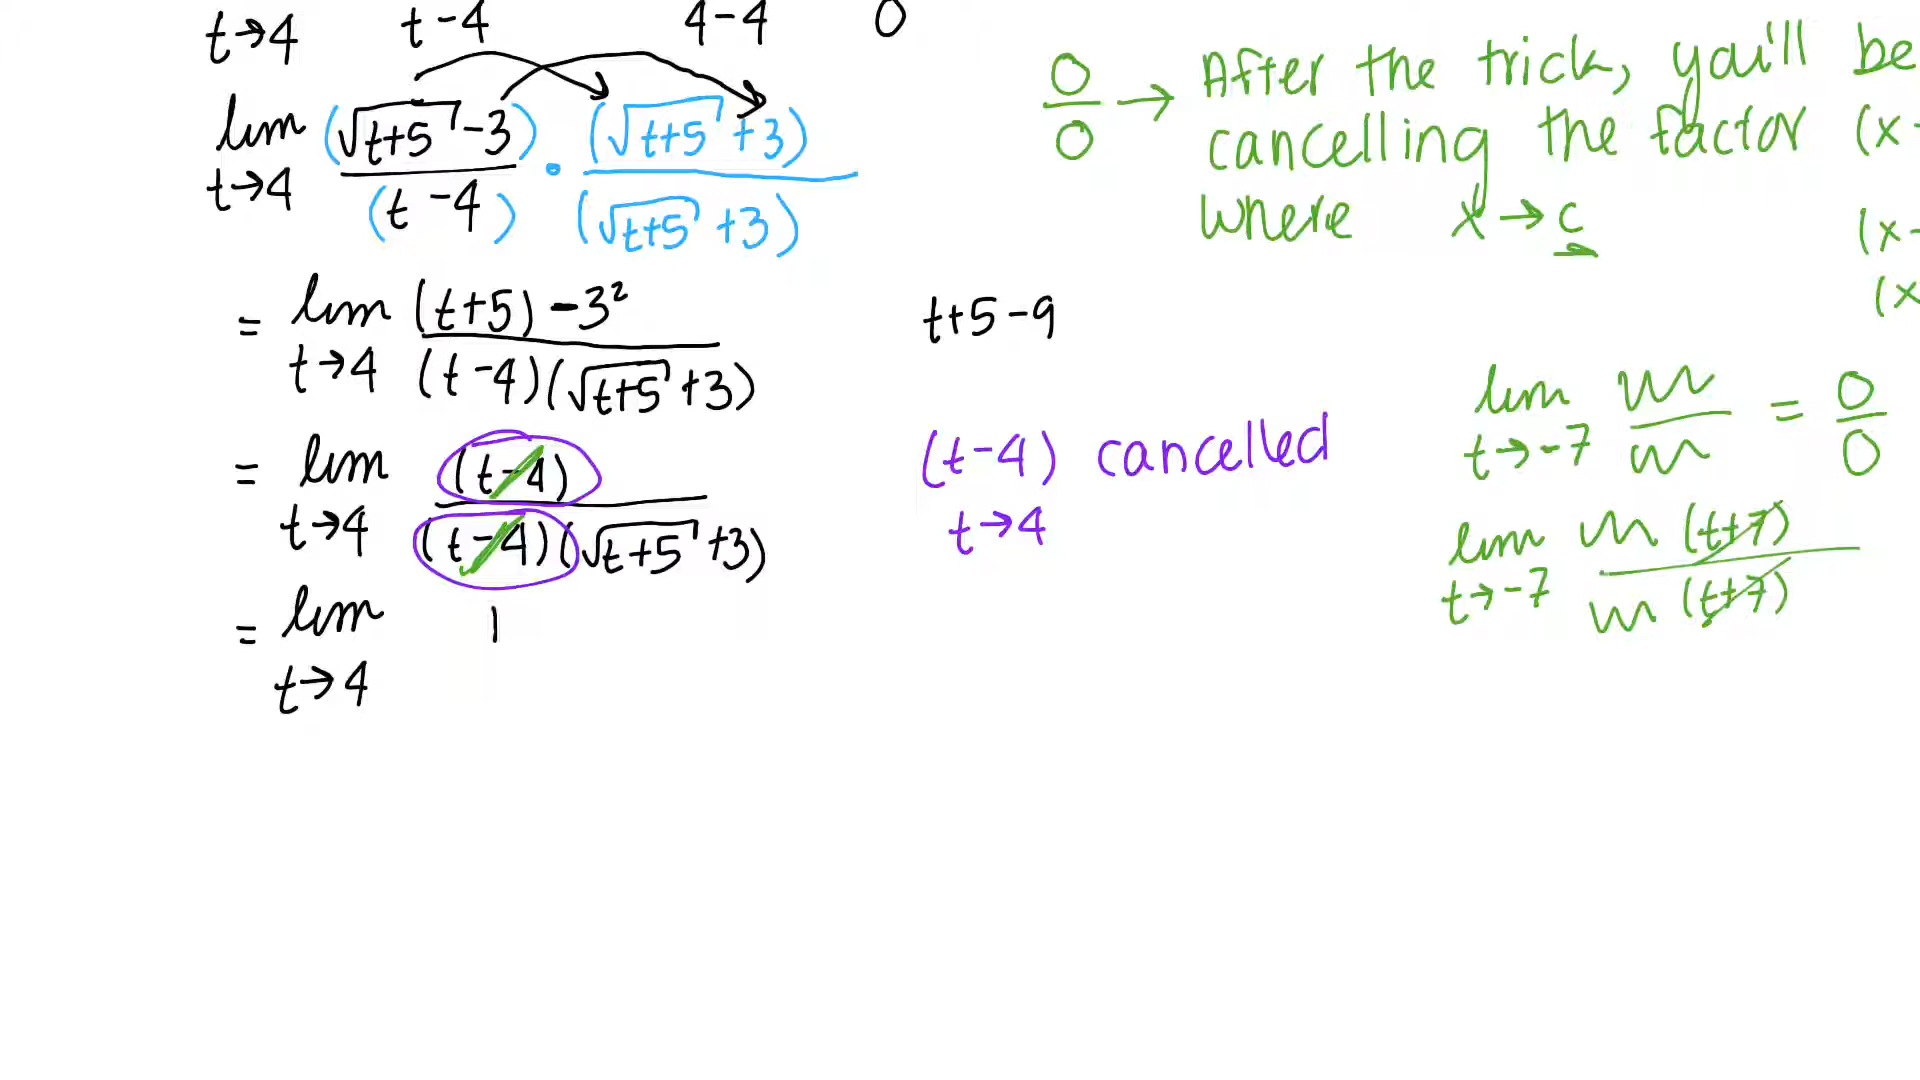 t→4 t-4 4-4 0
lim (√t+5 -3) / (t-4) · (√t+5 +3) / (√t+5 +3)
t→4
= lim (t+5) -3² / (t-4)(√t+5 +3)
t→4
= lim (t-4) / (t-4)(√t+5 +3)
t→4
= lim 1
t→4
t+5-9
(t-4) cancelled
t→4
0/0 → After the trick, you'll be
cancelling the factor (x-
where x→c
(x-
(x
lim = 0/0
t→-7
lim (t+7) / (t+7)
t→-7